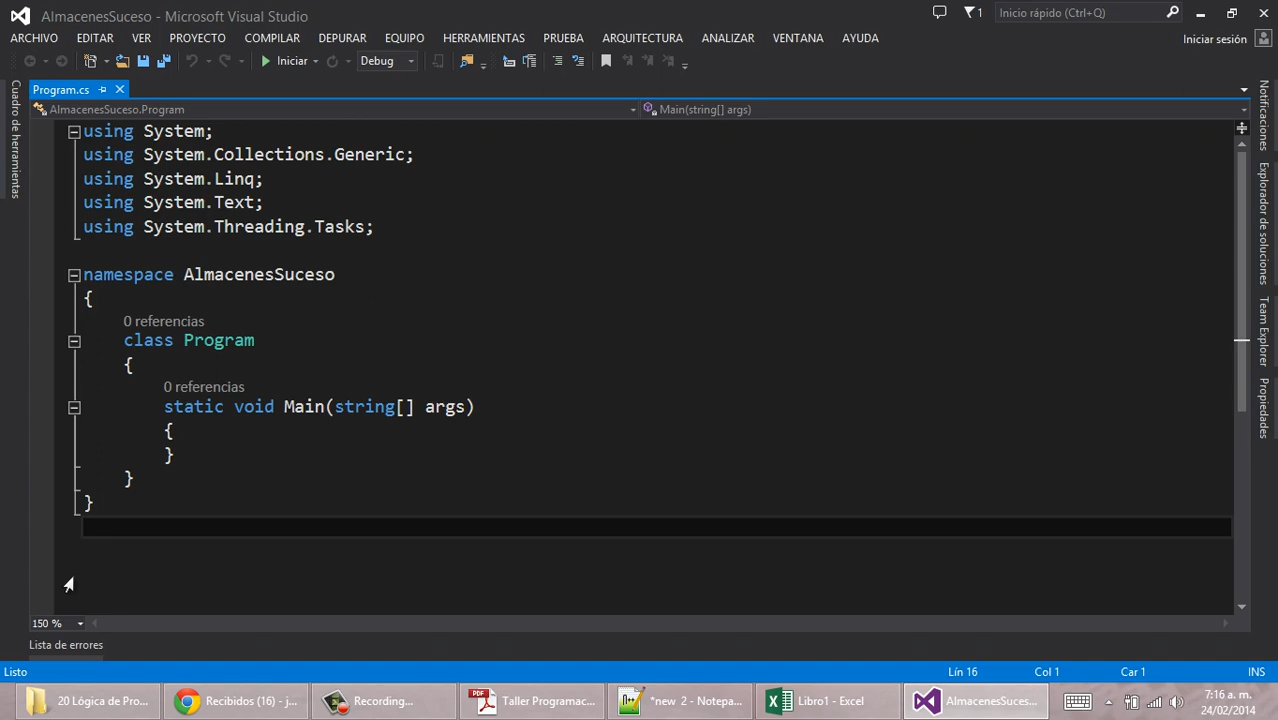 AlmacenesSuceso - Microsoft Visual Studio
1
Inicio rápido (Ctrl+Q)
ARCHIVO EDITAR VER PROYECTO COMPILAR DEPURAR EQUIPO HERRAMIENTAS PRUEBA ARQUITECTURA ANALIZAR VENTANA AYUDA
Iniciar sesión
Iniciar Debug
Program.cs
AlmacenesSuceso.Program
Main(string[] args)
Cuadro de herramientas
using System;
using System.Collections.Generic;
using System.Linq;
using System.Text;
using System.Threading.Tasks;
namespace AlmacenesSuceso
{
0 referencias
class Program
{
0 referencias
static void Main(string[] args)
{
}
}
}
Notificaciones
Explorador de soluciones
Team Explorer
Propiedades
150 %
Lista de errores
Listo
Lín 16
Col 1
Car 1
INS
20 Lógica de Pro...
Recibidos (16) - j...
Recording...
PDF
Taller Programac...
*new 2 - Notepa...
Libro1 - Excel
AlmacenesSuces...
7:16 a. m.
24/02/2014